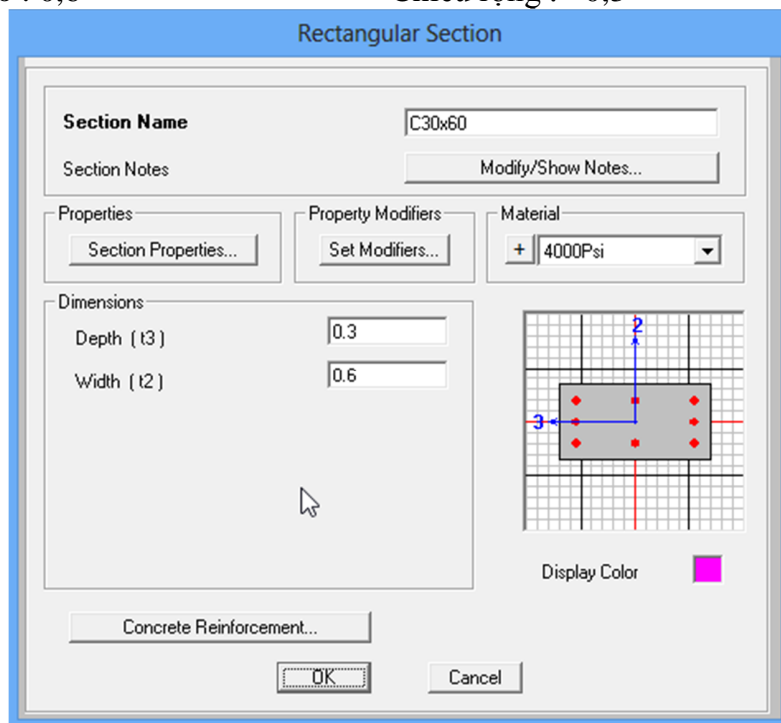 Rectangular Section
Section Name C30x60
Section Notes Modify/Show Notes...
Properties Property Modifiers Material
Section Properties... Set Modifiers... + 4000Psi
Dimensions
Depth ( t3 ) 0.3
Width ( t2 ) 0.6
2
3
Display Color
Concrete Reinforcement...
OK Cancel